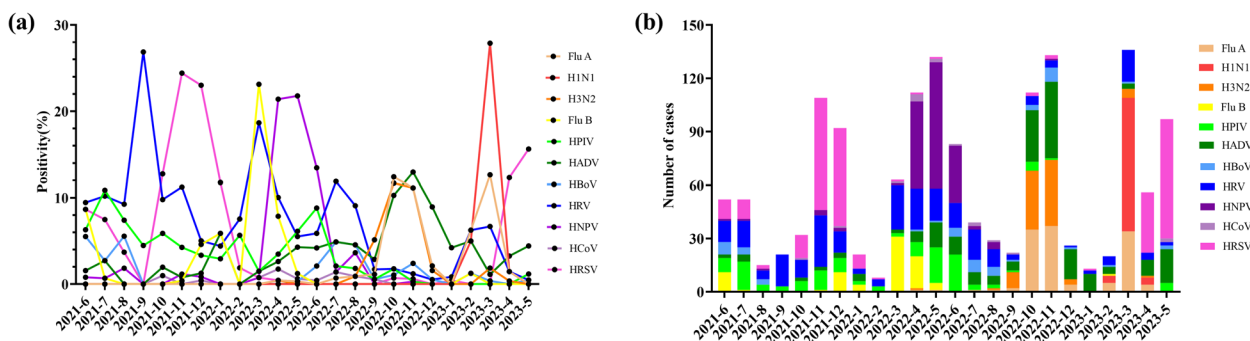 (a)
Positivity(%)
30
20
10
0
2021-6
2021-7
2021-8
2021-9
2021-10
2021-11
2021-12
2022-1
2022-2
2022-3
2022-4
2022-5
2022-6
2022-7
2022-8
2022-9
2022-10
2022-11
2022-12
2023-1
2023-2
2023-3
2023-4
2023-5
Flu A
H1N1
H3N2
Flu B
HPIV
HADV
HBoV
HRV
HNPV
HCoV
HRSV
(b)
Number of cases
150
120
90
60
30
0
2021-6
2021-7
2021-8
2021-9
2021-10
2021-11
2021-12
2022-1
2022-2
2022-3
2022-4
2022-5
2022-6
2022-7
2022-8
2022-9
2022-10
2022-11
2022-12
2023-1
2023-2
2023-3
2023-4
2023-5
Flu A
H1N1
H3N2
Flu B
HPIV
HADV
HBoV
HRV
HNPV
HCoV
HRSV